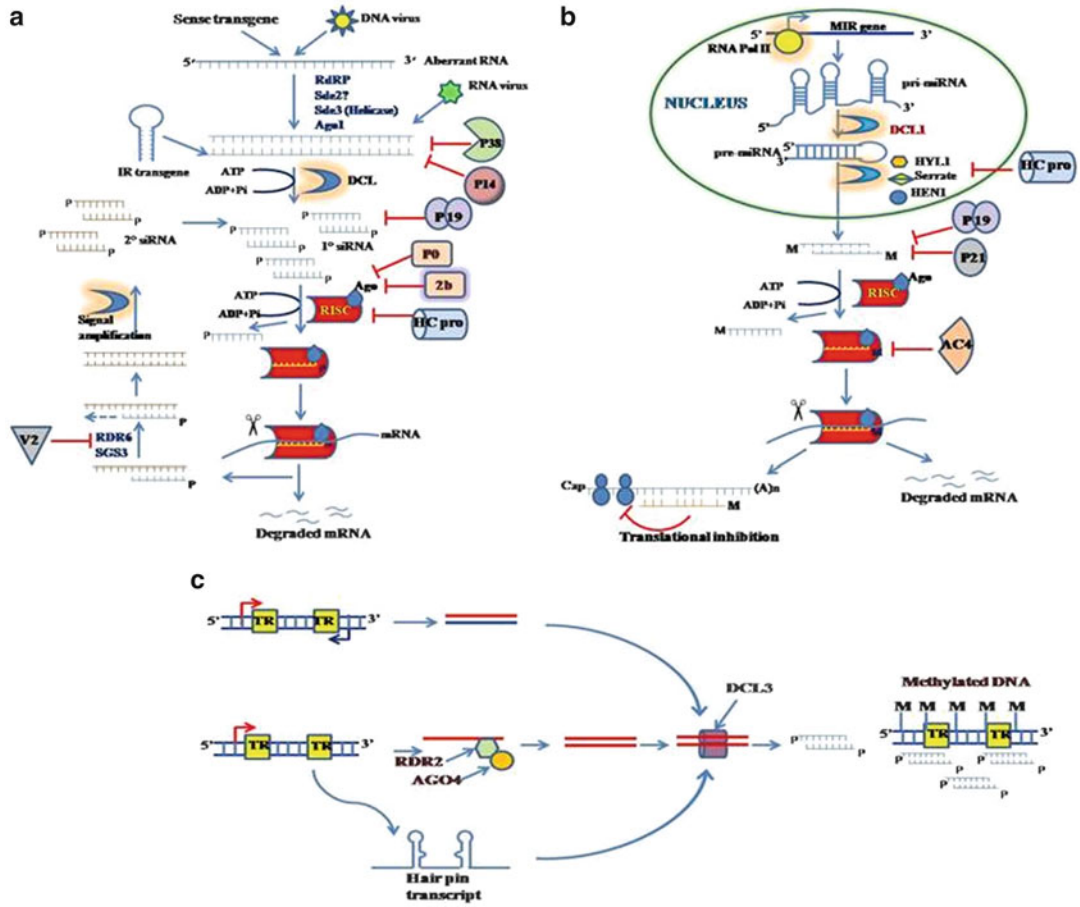 a
Sense transgene
DNA virus
5'
3' Aberrant RNA
RdRP
Sde2?
Sde3 (Helicase)
Ago1
RNA virus
IR transgene
P38
P14
ATP
ADP+Pi
DCL
P
P
P
P
2° siRNA
P
P
P
P
P
P
1° siRNA
P19
P0
2b
Ago
ATP
ADP+Pi
RISC
HC pro
P
Signal
amplification
P
V2
RDR6
SGS3
P
mRNA
Degraded mRNA
b
5'
MIR gene
3'
RNA Pol II
NUCLEUS
pri-miRNA
5'
3'
DCL1
pre-miRNA
5'
3'
HYL1
Serrate
HEN1
HC pro
P19
P21
M
M
ATP
ADP+Pi
Ago
RISC
M
M
AC4
M
Cap
(A)n
M
Translational inhibition
Degraded mRNA
c
5'
TR
TR
3'
5'
TR
TR
3'
RDR2
AGO4
DCL3
P
P
Hair pin
transcript
Methylated DNA
M M M M M
5'
TR
TR
3'
P
P
P
P
P
P